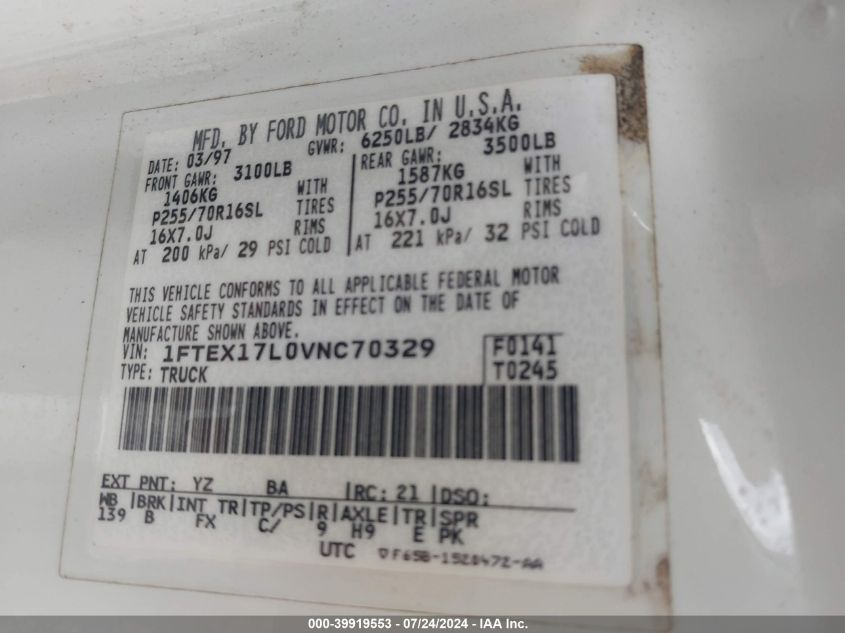 MFD. BY FORD MOTOR CO. IN U.S.A.
DATE: 03/97 GVWR: 6250LB/ 2834KG
FRONT GAWR: 3100LB REAR GAWR: 3500LB
1406KG WITH 1587KG WITH
P255/70R16SL TIRES P255/70R16SL TIRES
16X7.0J RIMS 16X7.0J RIMS
AT 200 kPa/ 29 PSI COLD AT 221 kPa/ 32 PSI COLD
THIS VEHICLE CONFORMS TO ALL APPLICABLE FEDERAL MOTOR
VEHICLE SAFETY STANDARDS IN EFFECT ON THE DATE OF
MANUFACTURE SHOWN ABOVE.
VIN: 1FTEX17L0VNC70329 F0141
TYPE: TRUCK T0245
EXT PNT: YZ BA RC: 21 DSO:
WB BRK INT TR TP/PS R AXLE TR SPR
139 B FX C/ 9 H9 E PK
UTC F65B-1520472-AA
000-39919553 - 07/24/2024 - IAA Inc.